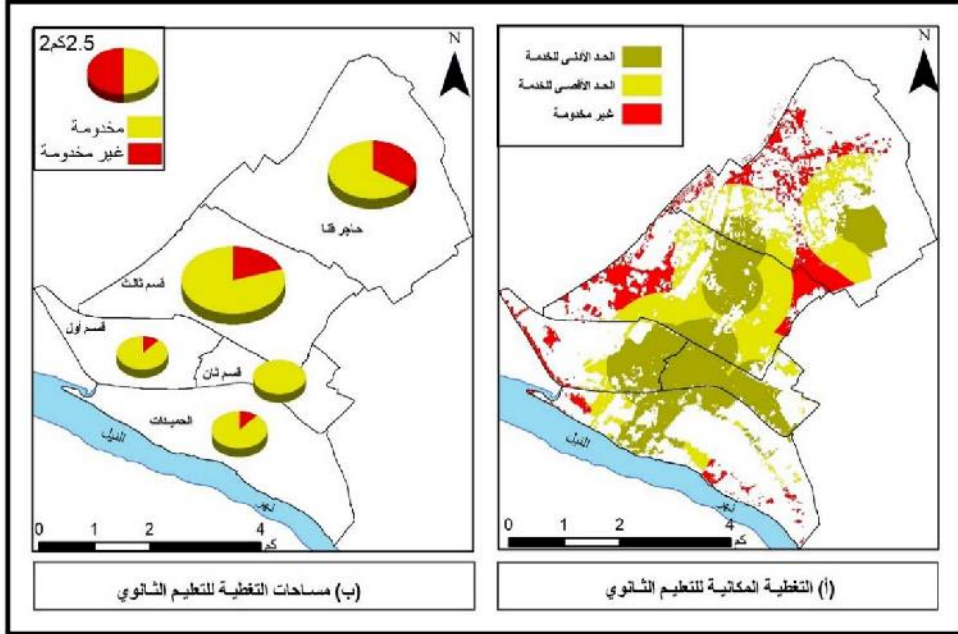 N
الحد الأدنى للخدمة
الحد الأقصى للخدمة
غير مخدومة
النيل
نهر
0 1 2 4
كم
(أ) التغطية المكانية للتعليم الثانوي
2.5كم2
مخدومة
غير مخدومة
N
حاجر قنا
قسم ثالث
قسم أول
قسم ثان
الحميدات
النيل
نهر
0 1 2 4
كم
(ب) مساحات التغطية للتعليم الثانوي